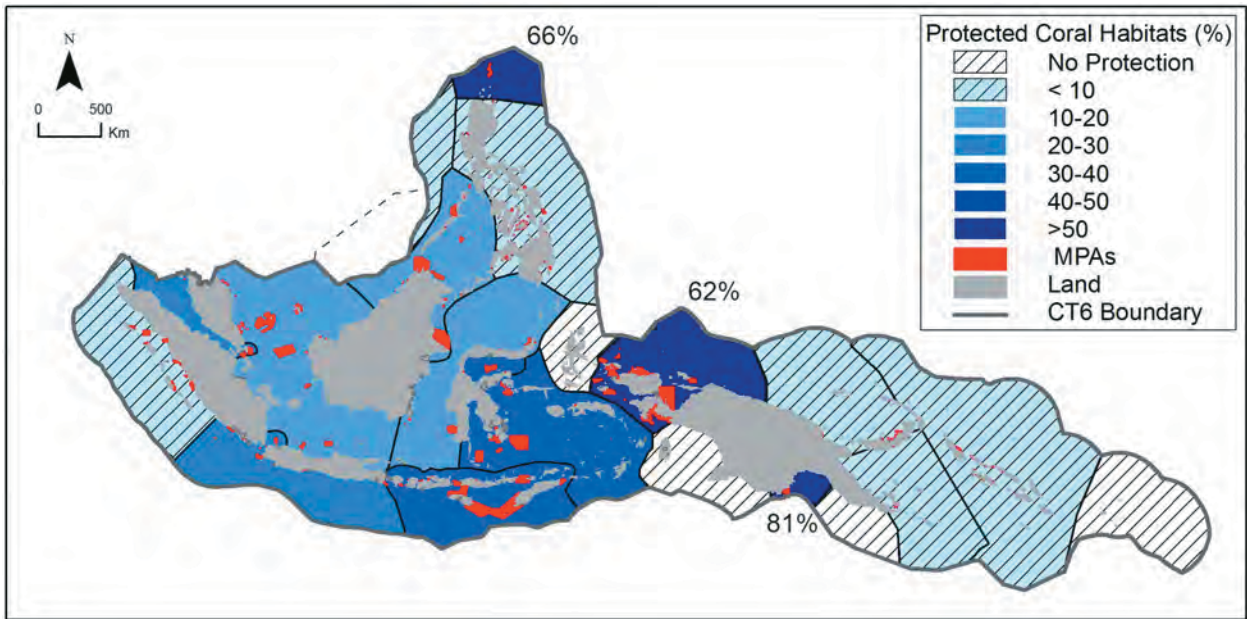 N
0 500
Km
66%
62%
81%
Protected Coral Habitats (%)
No Protection
< 10
10-20
20-30
30-40
40-50
>50
MPAs
Land
CT6 Boundary